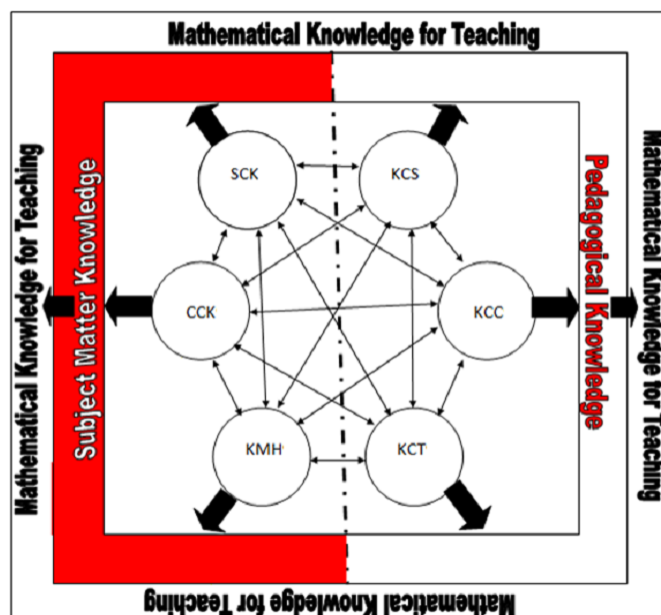 Mathematical Knowledge for Teaching
Mathematical Knowledge for Teaching
Subject Matter Knowledge
SCK
KCS
CCK
KCC
KMH
KCT
Pedagogical Knowledge
Mathematical Knowledge for Teaching
Mathematical Knowledge for Teaching